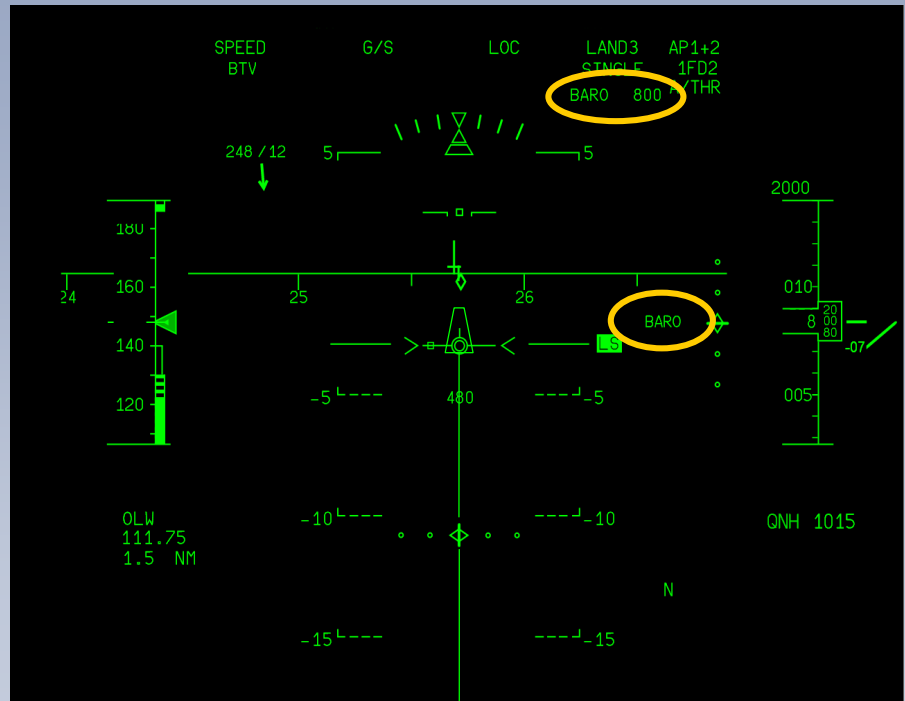 SPEED G/S LOC LAND3 AP1+2
BTV SINGLE 1FD2
A/THR
BARO 800
248/12
5 5
2000
180
24 25 26
160 010
BARO
20
8 00
80
LS
140 -07
-5 480 -5
120 005
-10 -10
OLW QNH 1015
111.75
1.5 NM
N
-15 -15